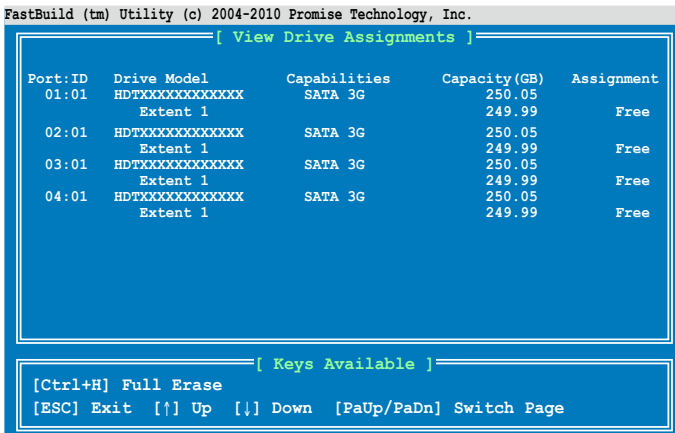 FastBuild (tm) Utility (c) 2004-2010 Promise Technology, Inc.
[ View Drive Assignments ]
Port:ID Drive Model Capabilities Capacity(GB) Assignment
01:01 HDTXXXXXXXXXXXX SATA 3G 250.05
Extent 1 249.99 Free
02:01 HDTXXXXXXXXXXXX SATA 3G 250.05
Extent 1 249.99 Free
03:01 HDTXXXXXXXXXXXX SATA 3G 250.05
Extent 1 249.99 Free
04:01 HDTXXXXXXXXXXXX SATA 3G 250.05
Extent 1 249.99 Free
[ Keys Available ]
[Ctrl+H] Full Erase
[ESC] Exit [↑] Up [↓] Down [PaUp/PaDn] Switch Page